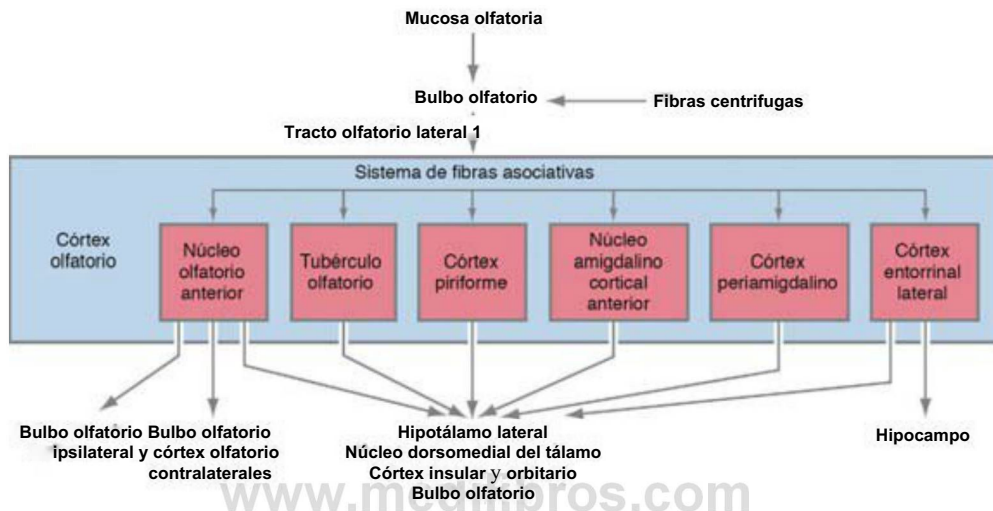 Mucosa olfatoria
Bulbo olfatorio
Fibras centrifugas
Tracto olfatorio lateral 1
Sistema de fibras asociativas
Córtex
olfatorio
Núcleo
olfatorio
anterior
Tubérculo
olfatorio
Córtex
piriforme
Núcleo
amigdalino
cortical
anterior
Córtex
periamigdalino
Córtex
entorrinal
lateral
Bulbo olfatorio Bulbo olfatorio
ipsilateral y córtex olfatorio
contralaterales
Hipotálamo lateral
Núcleo dorsomedial del tálamo
Córtex insular y orbitario
Bulbo olfatorio
Hipocampo
www.medilibros.com